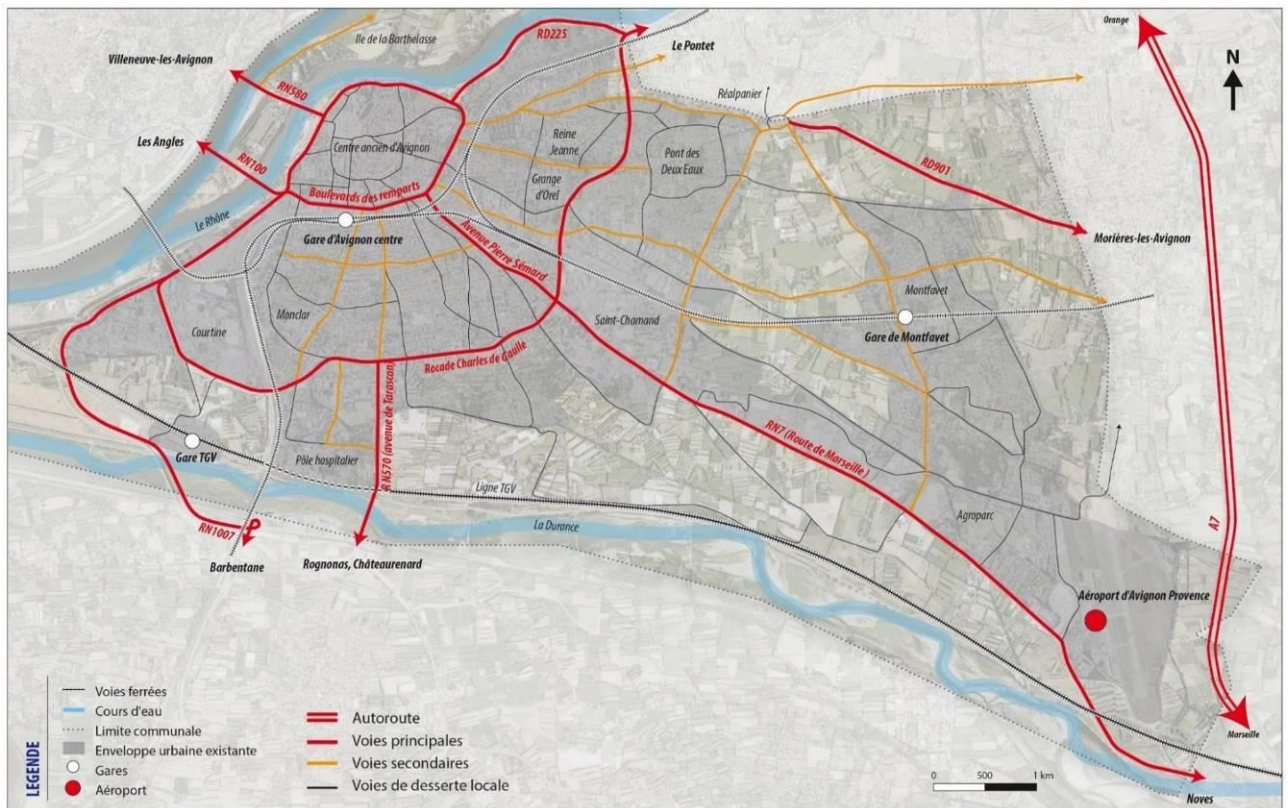 Orange
N
Ile de la Barthelasse
RD225
Le Pontet
Villeneuve-les-Avignon
RN580
Réalpanier
Les Angles
RN100
Centre ancien d'Avignon
Reine
Jeanne
Pont des
Deux Eaux
Grange
d'Orel
RD901
Boulevards des remparts
Le Rhône
Gare d'Avignon centre
Avenue Pierre Sémard
Morières-les-Avignon
Montfavet
Courtine
Monclar
Saint-Chamand
Gare de Montfavet
Rocade Charles de Gaulle
RN570 (avenue de Tarascon)
RN7 (Route de Marseille)
Gare TGV
Pôle hospitalier
Ligne TGV
La Durance
Agroparc
A7
RN1007
Barbentane
Rognonas, Châteaurenard
Aéroport d'Avignon Provence
Marseille
Noves
LEGENDE
Voies ferrées
Cours d'eau
Limite communale
Enveloppe urbaine existante
Gares
Aéroport
Autoroute
Voies principales
Voies secondaires
Voies de desserte locale
0 500 1 km